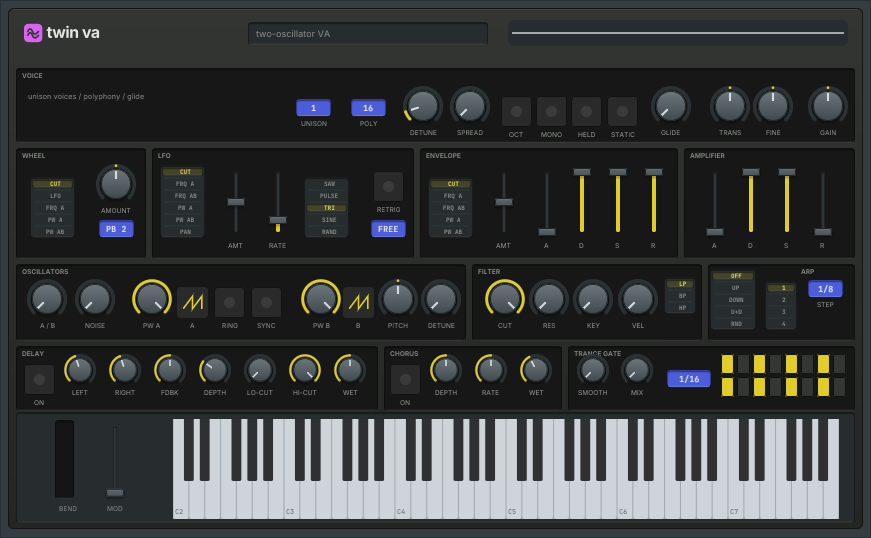 twin va
two-oscillator VA
VOICE
unison voices / polyphony / glide
1
16
UNISON
POLY
DETUNE
SPREAD
OCT
MONO
HELD
STATIC
GLIDE
TRANS
FINE
GAIN
WHEEL
CUT
LFO
FRQ A
PW A
PW AB
AMOUNT
PB 2
LFO
CUT
FRQ A
FRQ AB
PW A
PW AB
PAN
AMT
RATE
SAW
PULSE
TRI
SINE
RAND
RETRIG
FREE
ENVELOPE
CUT
FRQ A
FRQ AB
PW A
PW AB
AMT
A
D
S
R
AMPLIFIER
A
D
S
R
OSCILLATORS
A / B
NOISE
PW A
A
RING
SYNC
PW B
B
PITCH
DETUNE
FILTER
CUT
RES
KEY
VEL
LP
BP
HP
OFF
UP
DOWN
U+D
RND
1
2
3
4
ARP
1/8
STEP
DELAY
ON
LEFT
RIGHT
FDBK
DEPTH
LO-CUT
HI-CUT
WET
CHORUS
ON
DEPTH
RATE
WET
TRANCE GATE
SMOOTH
MIX
1/16
BEND
MOD
C2
C3
C4
C5
C6
C7